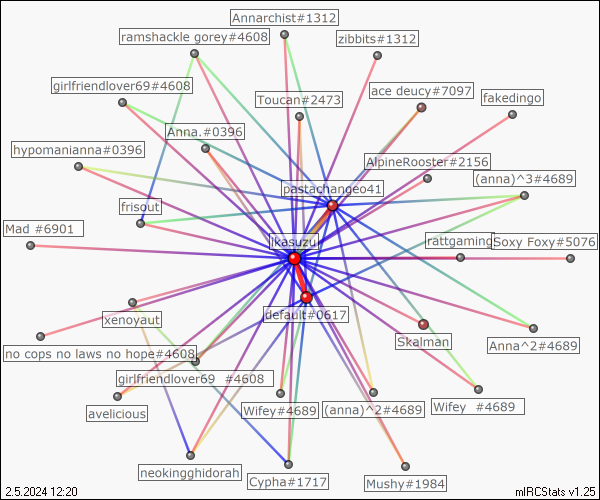 Annarchist#1312
ramshackle gorey#4608
zibbits#1312
girlfriendlover69#4608
Toucan#2473
ace deucy#7097
fakedingo
Anna.#0396
hypomanianna#0396
AlpineRooster#2156
pastachangeo41
(anna)^3#4689
frisout
Mad #6901
ikasuzu
rattgaming
Soxy Foxy#5076
default#0617
xenoyaut
Skalman
Anna^2#4689
no cops no laws no hope#4608
girlfriendlover69  #4608
avelicious
Wifey#4689
(anna)^2#4689
Wifey  #4689
neokingghidorah
Cypha#1717
Mushy#1984
2.5.2024 12:20
mIRCStats v1.25